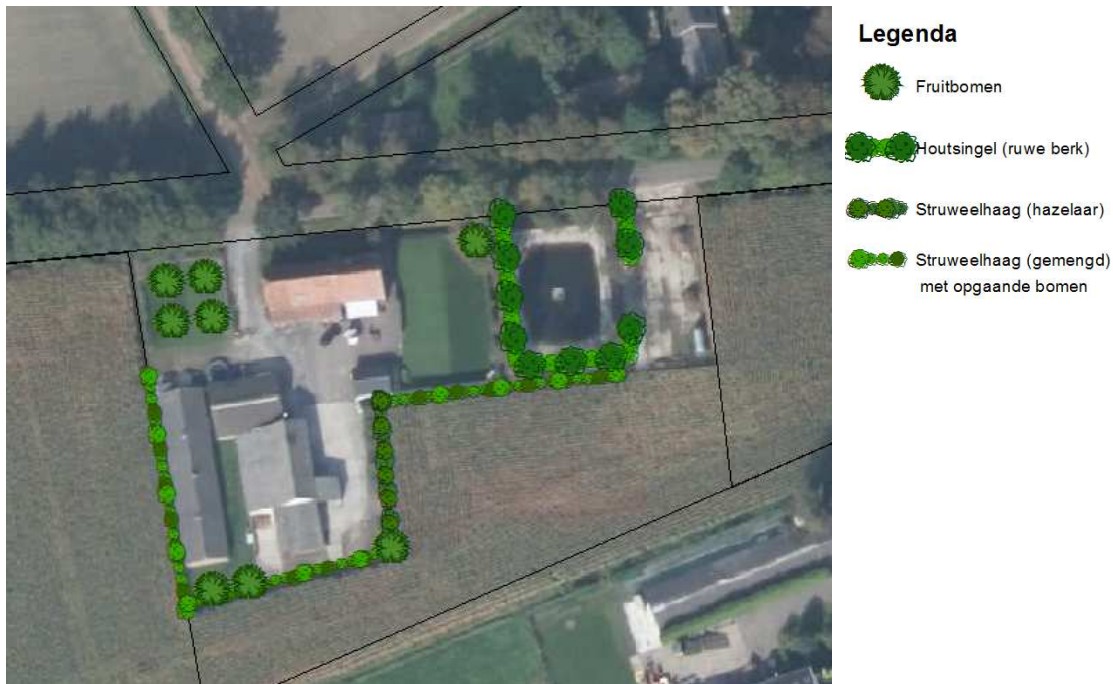 Legenda
Fruitbomen
Houtsingel (ruwe berk)
Struweelhaag (hazelaar)
Struweelhaag (gemengd)
met opgaande bomen